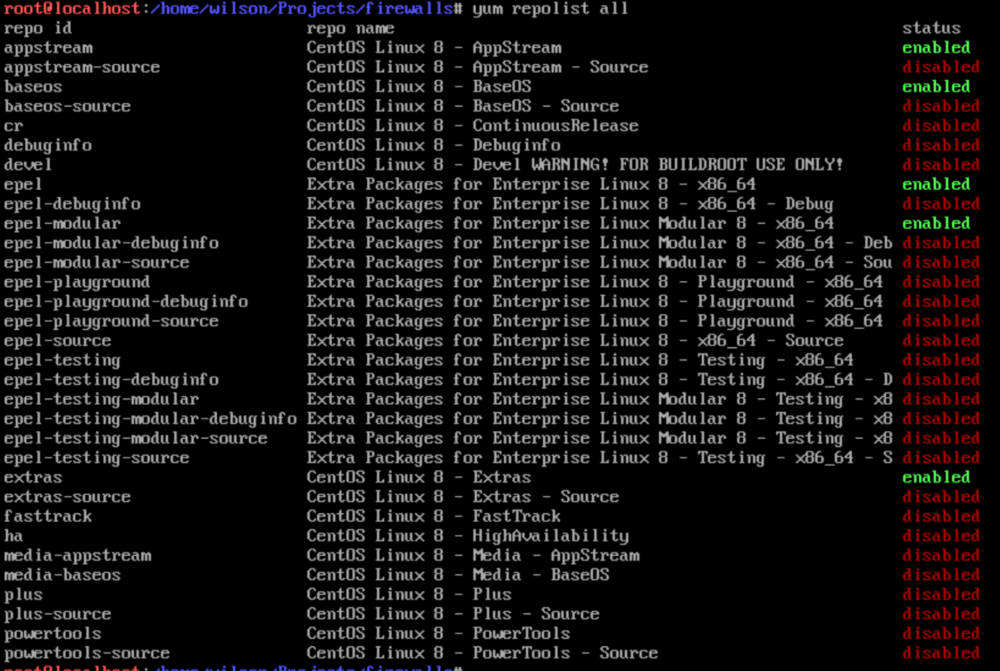 root@localhost:/home/wilson/Projects/firewalls# yum repolist all
repo id repo name status
appstream CentOS Linux 8 - AppStream enabled
appstream-source CentOS Linux 8 - AppStream - Source disabled
baseos CentOS Linux 8 - BaseOS enabled
baseos-source CentOS Linux 8 - BaseOS - Source disabled
cr CentOS Linux 8 - ContinuousRelease disabled
debuginfo CentOS Linux 8 - Debuginfo disabled
devel CentOS Linux 8 - Devel WARNING! FOR BUILDROOT USE ONLY! disabled
epel Extra Packages for Enterprise Linux 8 - x86_64 enabled
epel-debuginfo Extra Packages for Enterprise Linux 8 - x86_64 - Debug disabled
epel-modular Extra Packages for Enterprise Linux Modular 8 - x86_64 enabled
epel-modular-debuginfo Extra Packages for Enterprise Linux Modular 8 - x86_64 - Deb disabled
epel-modular-source Extra Packages for Enterprise Linux Modular 8 - x86_64 - Sou disabled
epel-playground Extra Packages for Enterprise Linux 8 - Playground - x86_64 disabled
epel-playground-debuginfo Extra Packages for Enterprise Linux 8 - Playground - x86_64 disabled
epel-playground-source Extra Packages for Enterprise Linux 8 - Playground - x86_64 disabled
epel-source Extra Packages for Enterprise Linux 8 - x86_64 - Source disabled
epel-testing Extra Packages for Enterprise Linux 8 - Testing - x86_64 disabled
epel-testing-debuginfo Extra Packages for Enterprise Linux 8 - Testing - x86_64 - D disabled
epel-testing-modular Extra Packages for Enterprise Linux Modular 8 - Testing - x8 disabled
epel-testing-modular-debuginfo Extra Packages for Enterprise Linux Modular 8 - Testing - x8 disabled
epel-testing-modular-source Extra Packages for Enterprise Linux Modular 8 - Testing - x8 disabled
epel-testing-source Extra Packages for Enterprise Linux 8 - Testing - x86_64 - S disabled
extras CentOS Linux 8 - Extras enabled
extras-source CentOS Linux 8 - Extras - Source disabled
fasttrack CentOS Linux 8 - FastTrack disabled
ha CentOS Linux 8 - HighAvailability disabled
media-appstream CentOS Linux 8 - Media - AppStream disabled
media-baseos CentOS Linux 8 - Media - BaseOS disabled
plus CentOS Linux 8 - Plus disabled
plus-source CentOS Linux 8 - Plus - Source disabled
powertools CentOS Linux 8 - PowerTools disabled
powertools-source CentOS Linux 8 - PowerTools - Source disabled
root@localhost:/home/wilson/Projects/firewalls#